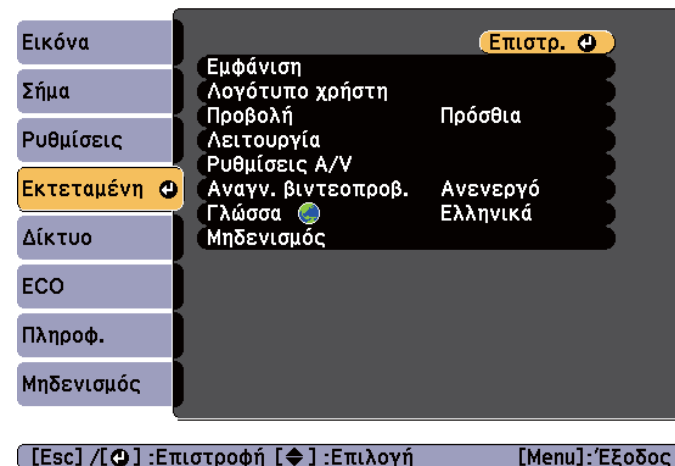 Εικόνα
Σήμα
Ρυθμίσεις
Εκτεταμένη
Δίκτυο
ECO
Πληροφ.
Μηδενισμός
Επιστρ.
Εμφάνιση
Λογότυπο χρήστη
Προβολή Πρόσθια
Λειτουργία
Ρυθμίσεις A/V
Αναγν. βιντεοπροβ. Ανενεργό
Γλώσσα Ελληνικά
Μηδενισμός
[Esc] /[ ] :Επιστροφή [ ] :Επιλογή [Menu]:Έξοδος